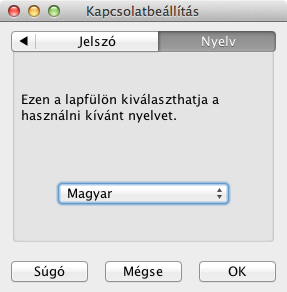 Kapcsolatbeállítás
Jelszó Nyelv
Ezen a lapfülön kiválaszthatja a
használni kívánt nyelvet.
Magyar
Súgó Mégse OK